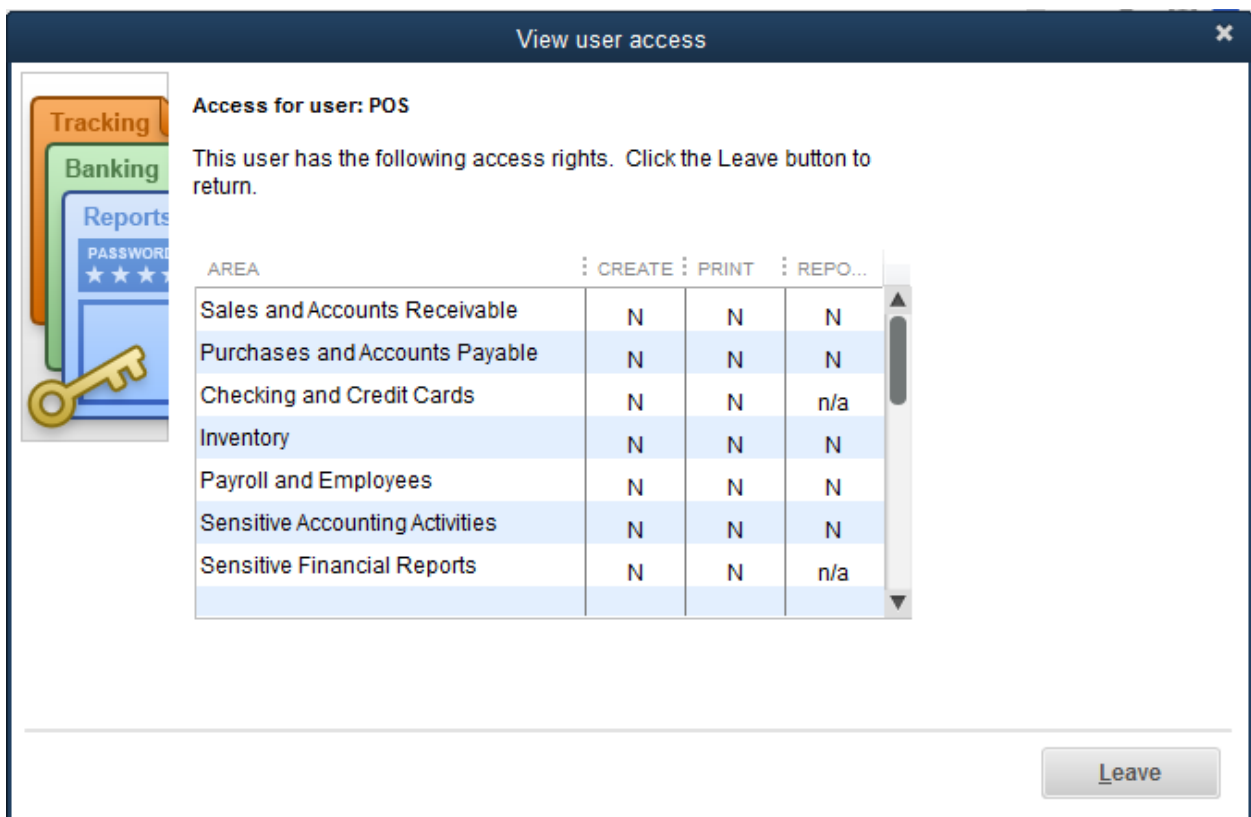 View user access
Tracking
Banking
Reports
PASSWORD
Access for user: POS
This user has the following access rights. Click the Leave button to
return.
AREA CREATE PRINT REPO...
Sales and Accounts Receivable N N N
Purchases and Accounts Payable N N N
Checking and Credit Cards N N n/a
Inventory N N N
Payroll and Employees N N N
Sensitive Accounting Activities N N N
Sensitive Financial Reports N N n/a
Leave